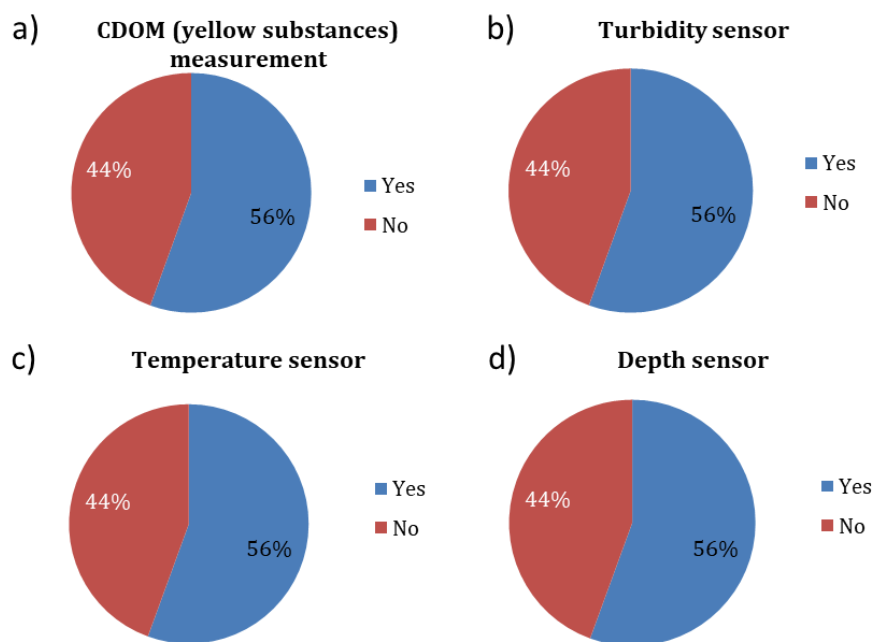 a)
CDOM (yellow substances)
measurement
44%
56%
Yes
No
b)
Turbidity sensor
44%
56%
Yes
No
c)
Temperature sensor
44%
56%
Yes
No
d)
Depth sensor
44%
56%
Yes
No